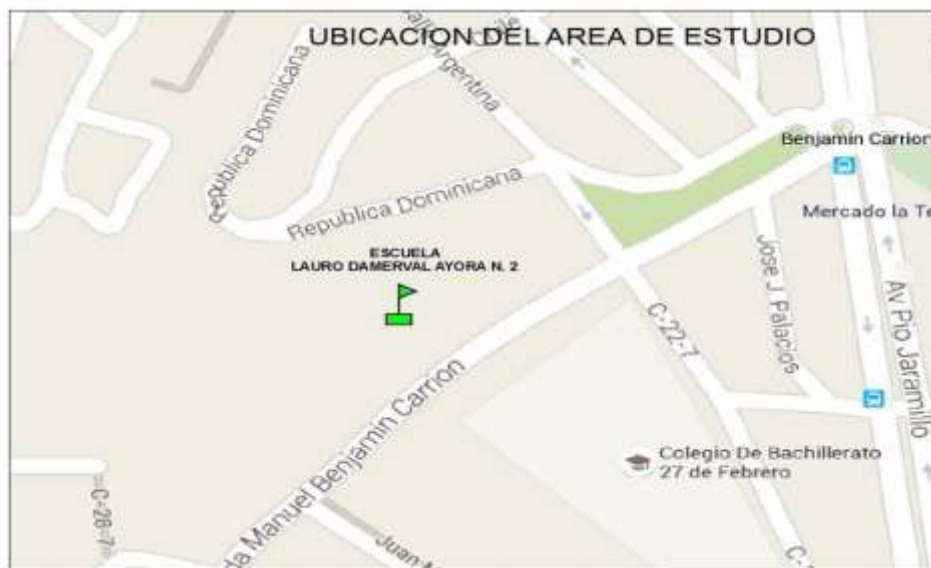 UBICACION DEL AREA DE ESTUDIO
Argentina
Republica Dominicana
Republica Dominicana
Benjamin Carrion
Mercado la Te
ESCUELA
LAURO DAMERVAL AYORA N. 2
Jose J. Palacios
Av Pio Jaramillo
C-22-7
da Manuel Benjamin Carrion
Colegio De Bachillerato
27 de Febrero
C-28-7
Juan
C-